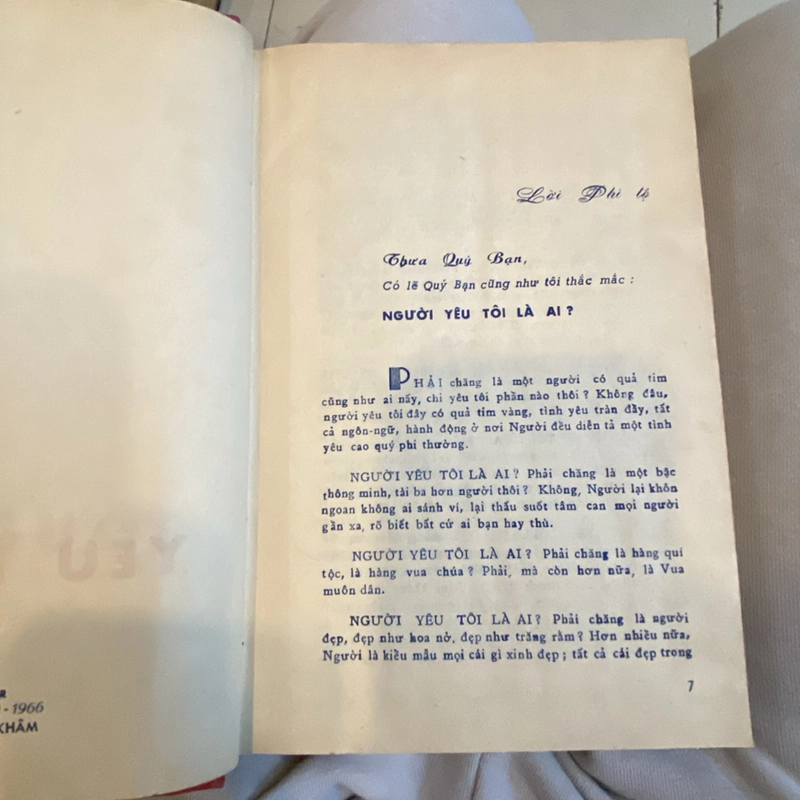 YÊU
R
- 1966
KHÂM
Lời Phi lộ
Thưa Quý Bạn,
Có lẽ Quý Bạn cũng như tôi thắc mắc :
NGƯỜI YÊU TÔI LÀ AI ?
PHẢI chăng là một người có quả tim
cũng như ai nấy, chỉ yêu tôi phần nào thôi ? Không đâu,
người yêu tôi đây có quả tim vàng, tình yêu tràn đầy, tất
cả ngôn-ngữ, hành động ở nơi Người đều diễn tả một tình
yêu cao quý phi thường.
NGƯỜI YÊU TÔI LÀ AI ? Phải chăng là một bậc
thông minh, tài ba hơn người thôi ? Không, Người lại khôn
ngoan không ai sánh ví, lại thấu suốt tâm can mọi người
gần xa, rõ biết bất cứ ai bạn hay thù.
NGƯỜI YÊU TÔI LÀ AI ? Phải chăng là hàng quí
tộc, là hàng vua chúa ? Phải, mà còn hơn nữa, là Vua
muôn dân.
NGƯỜI YÊU TÔI LÀ AI ? Phải chăng là người
đẹp, đẹp như hoa nở, đẹp như trăng rằm ? Hơn nhiều nữa,
Người là kiều mẫu mọi cái gì xinh đẹp ; tất cả cái đẹp trong
7